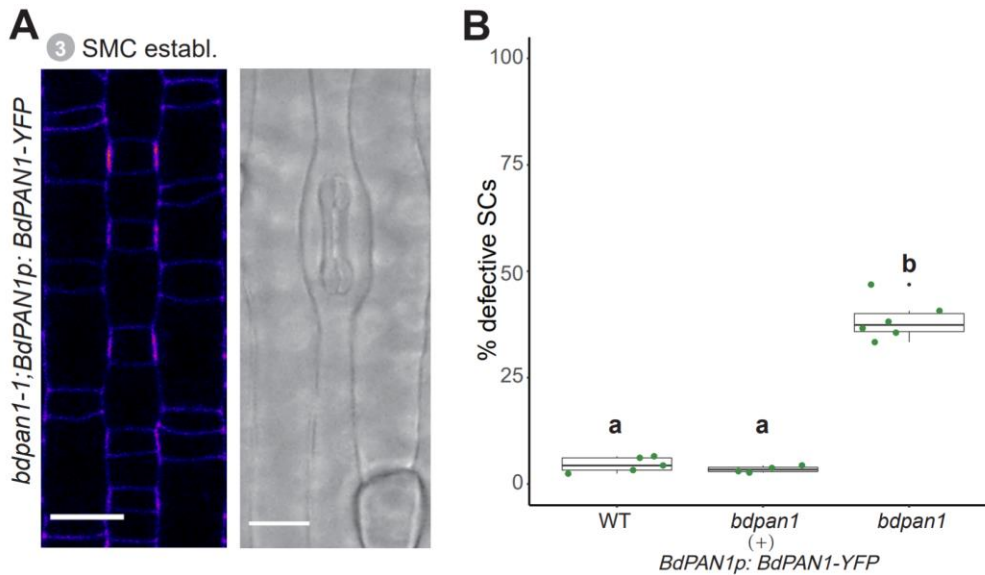 A
3 SMC establ.
bdpan1-1;BdPAN1p: BdPAN1-YFP
B
% defective SCs
100
75
50
25
0
a
a
b
WT
bdpan1
bdpan1
(+)
BdPAN1p: BdPAN1-YFP